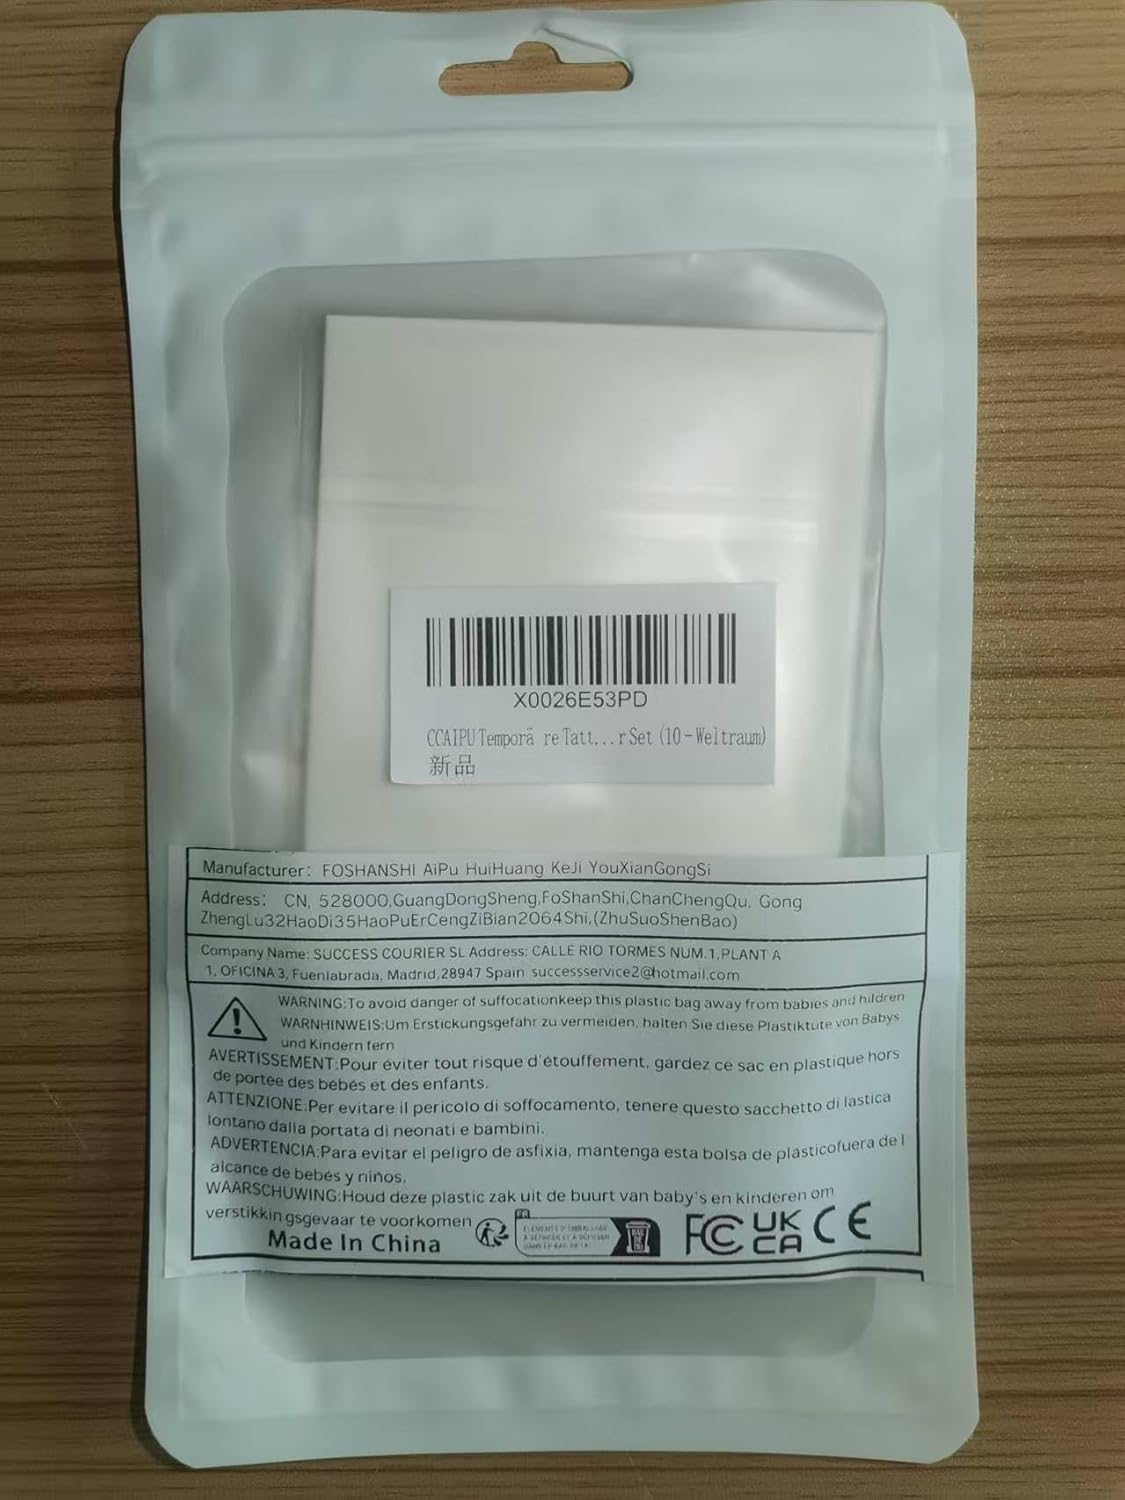 X0026E53PD
CCAIPU Temporä re Tatt...r Set (10-Weltraum)
新品
Manufacturer: FOSHANSHI AiPu HuiHuang KeJi YouXianGongSi
Address: CN, 528000,GuangDongSheng,FoShanShi,ChanChengQu, Gong
ZhengLu32HaoDi35HaoPuErCengZiBian2064Shi,(ZhuSuoShenBao)
Company Name: SUCCESS COURIER SL Address: CALLE RIO TORMES NUM.1,PLANT A
1, OFICINA 3, Fuenlabrada, Madrid,28947 Spain successservice2@hotmail.com
WARNING:To avoid danger of suffocationkeep this plastic bag away from babies and hildren
WARNHINWEIS:Um Erstickungsgefahr zu vermeiden, halten Sie diese Plastiktüte von Babys
und Kindern fern
AVERTISSEMENT:Pour éviter tout risque d'étouffement, gardez ce sac en plastique hors
de portee des bebés et des enfants.
ATTENZIONE:Per evitare il pericolo di soffocamento, tenere questo sacchetto di lastica
lontano dalla portata di neonati e bambini.
ADVERTENCIA:Para evitar el peligro de asfixia, mantenga esta bolsa de plásticofuera de l
alcance de bebés y niños.
WAARSCHUWING:Houd deze plastic zak uit de buurt van baby's en kinderen om
verstikkin gsgevaar te voorkomen
FR
BAC DE TRI
FC UK CA CE
Made In China